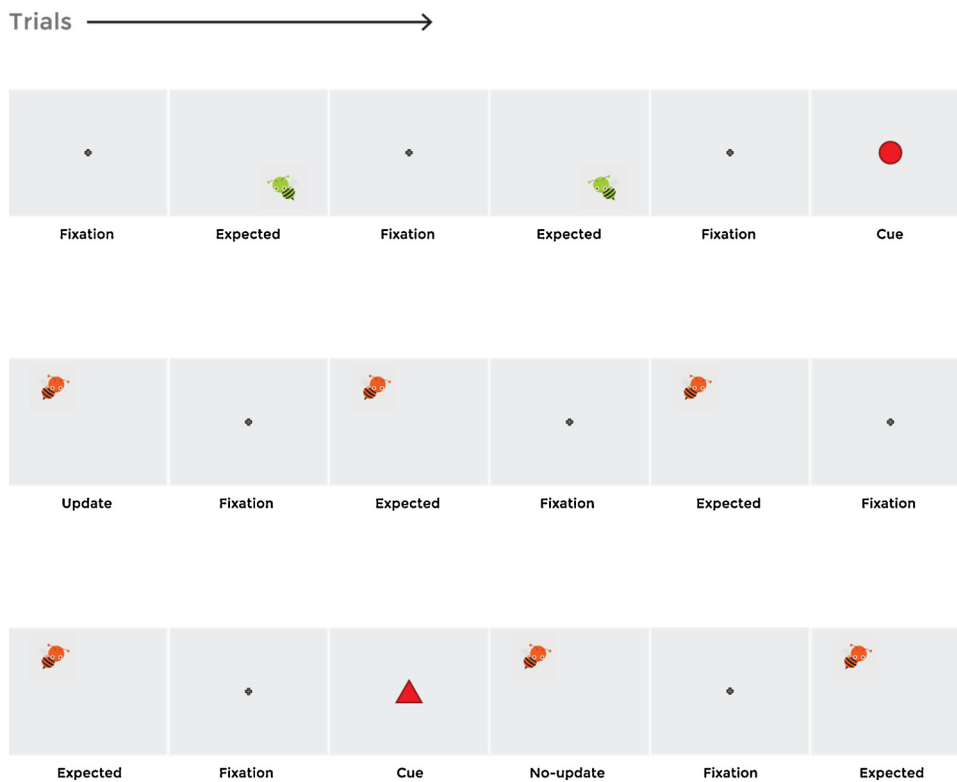 Trials
Fixation Expected Fixation Expected Fixation Cue
Update Fixation Expected Fixation Expected Fixation
Expected Fixation Cue No-update Fixation Expected